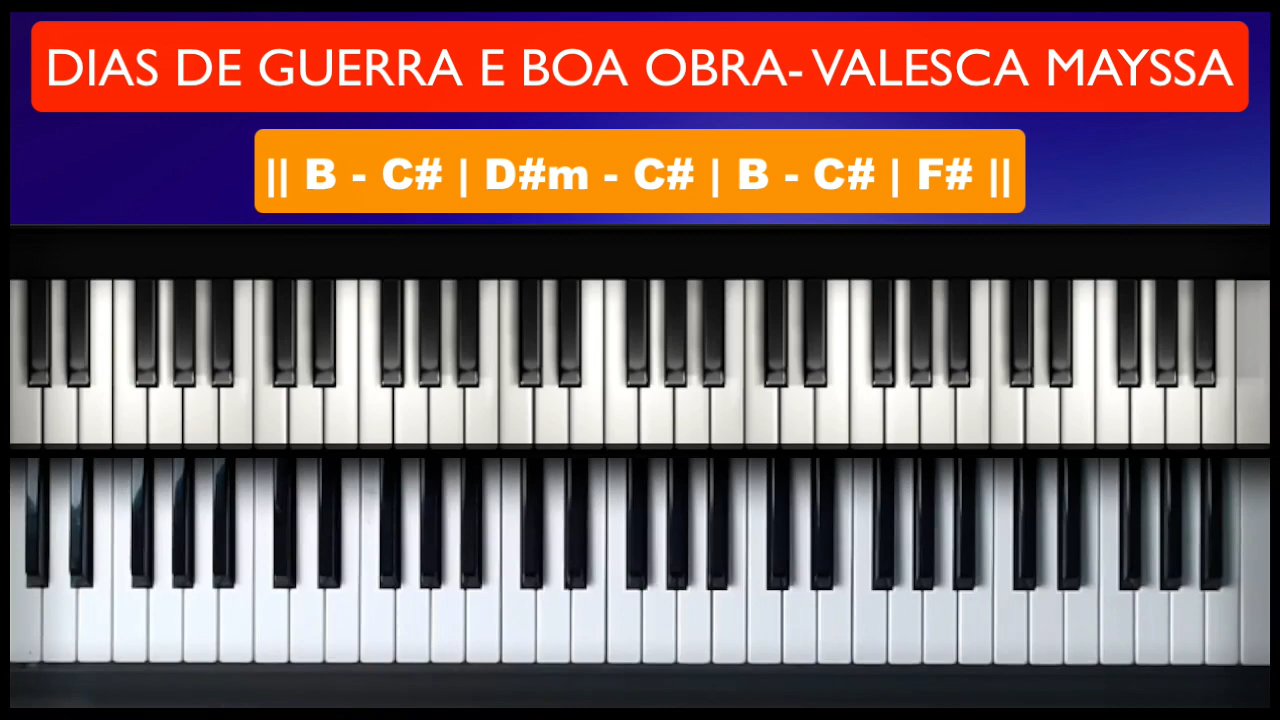 DIAS DE GUERRA E BOA OBRA- VALESCA MAYSSA
|| B - C# | D#m - C# | B - C# | F# ||